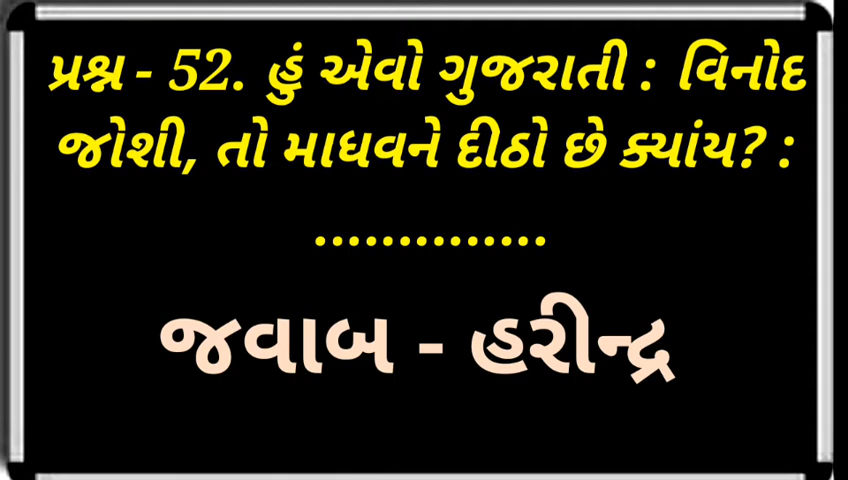 પ્રશ્ન - 52. હું એવો ગુજરાતી : વિનોદ
જોશી, તો માધવને દીઠો છે ક્યાંય? :
..............
જવાબ - હરીન્દ્ર